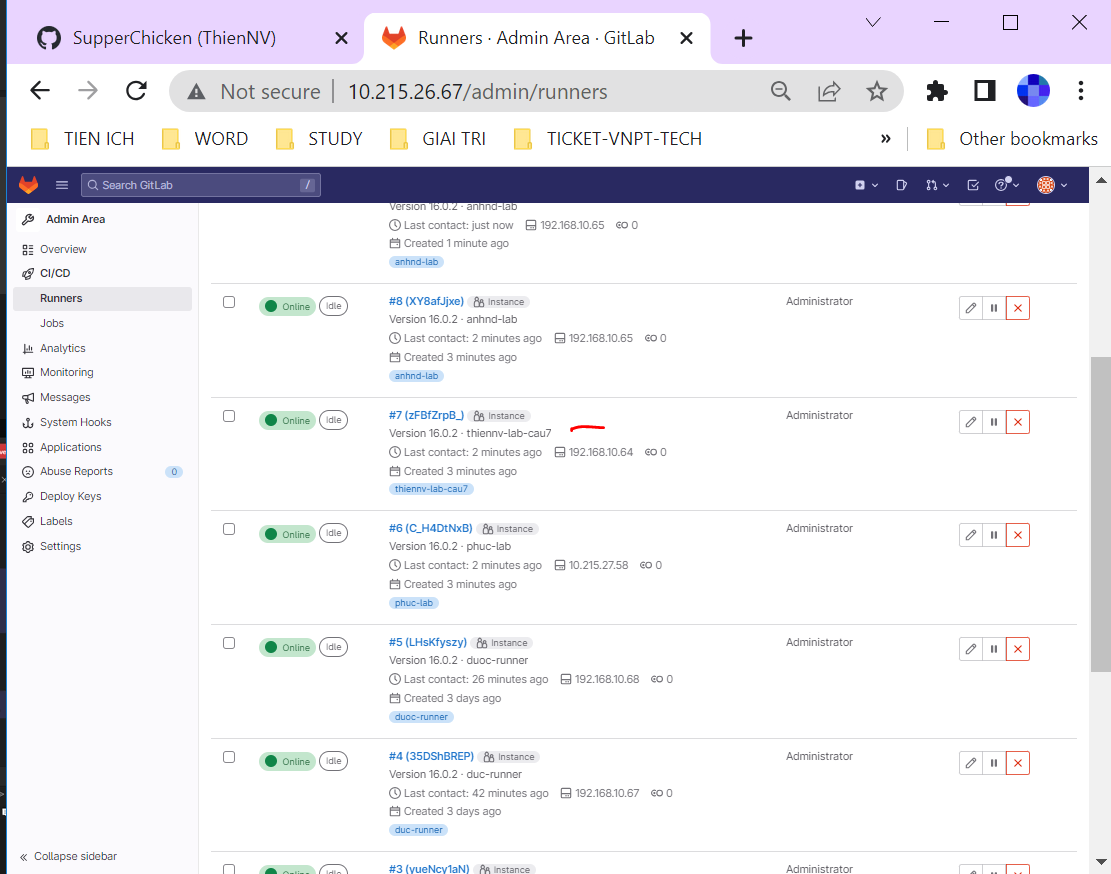 SupperChicken (ThienNV)
Runners · Admin Area · GitLab
Not secure
10.215.26.67/admin/runners
TIEN ICH
WORD
STUDY
GIAI TRI
TICKET-VNPT-TECH
»
Other bookmarks
Search GitLab
/
Admin Area
Overview
CI/CD
Runners
Jobs
Analytics
Monitoring
Messages
System Hooks
Applications
Abuse Reports
0
Deploy Keys
Labels
Settings
« Collapse sidebar
Version 16.0.2 · anhnd-lab
Last contact: just now 192.168.10.65 0
Created 1 minute ago
anhnd-lab
Online Idle #8 (XY8afJjxe) Instance Administrator
Version 16.0.2 · anhnd-lab
Last contact: 2 minutes ago 192.168.10.65 0
Created 3 minutes ago
anhnd-lab
Online Idle #7 (zFBfZrpB_) Instance Administrator
Version 16.0.2 · thiennv-lab-cau7
Last contact: 2 minutes ago 192.168.10.64 0
Created 3 minutes ago
thiennv-lab-cau7
Online Idle #6 (C_H4DtNxB) Instance Administrator
Version 16.0.2 · phuc-lab
Last contact: 2 minutes ago 10.215.27.58 0
Created 3 minutes ago
phuc-lab
Online Idle #5 (LHsKfyszy) Instance Administrator
Version 16.0.2 · duoc-runner
Last contact: 26 minutes ago 192.168.10.68 0
Created 3 days ago
duoc-runner
Online Idle #4 (35DShBREP) Instance Administrator
Version 16.0.2 · duc-runner
Last contact: 42 minutes ago 192.168.10.67 0
Created 3 days ago
duc-runner
Online Idle #3 (yueNcy1aN) Instance Administrator